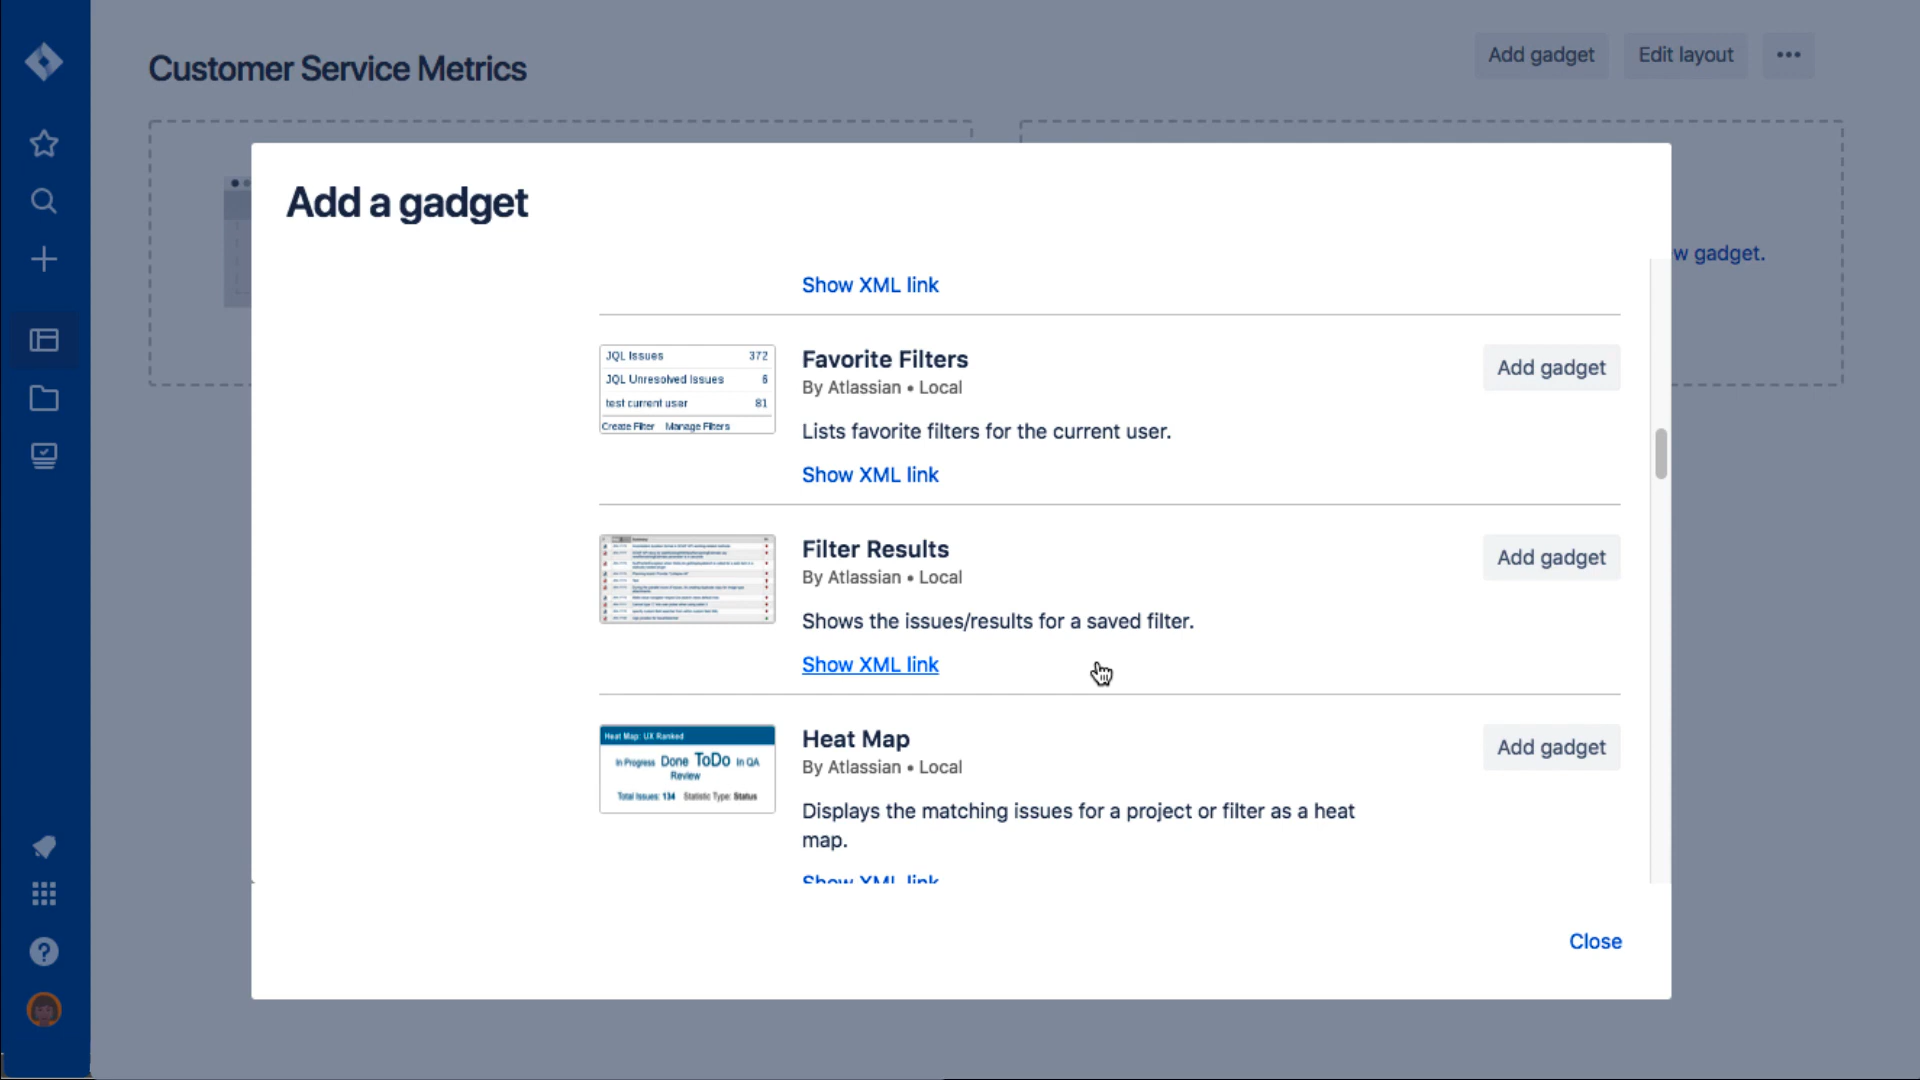 Customer Service Metrics
Add gadget
Edit layout
w gadget.
Add a gadget
Show XML link
JQL Issues 372
JQL Unresolved Issues 6
test current user 81
Create Filter Manage Filters
Favorite Filters
By Atlassian • Local
Add gadget
Lists favorite filters for the current user.
Show XML link
Filter Results
By Atlassian • Local
Add gadget
Shows the issues/results for a saved filter.
Show XML link
Heat Map: UX Ranked
In Progress Done ToDo In QA
Review
Total Issues: 134 Statistic Type: Status
Heat Map
By Atlassian • Local
Add gadget
Displays the matching issues for a project or filter as a heat
map.
Show XML link
Close